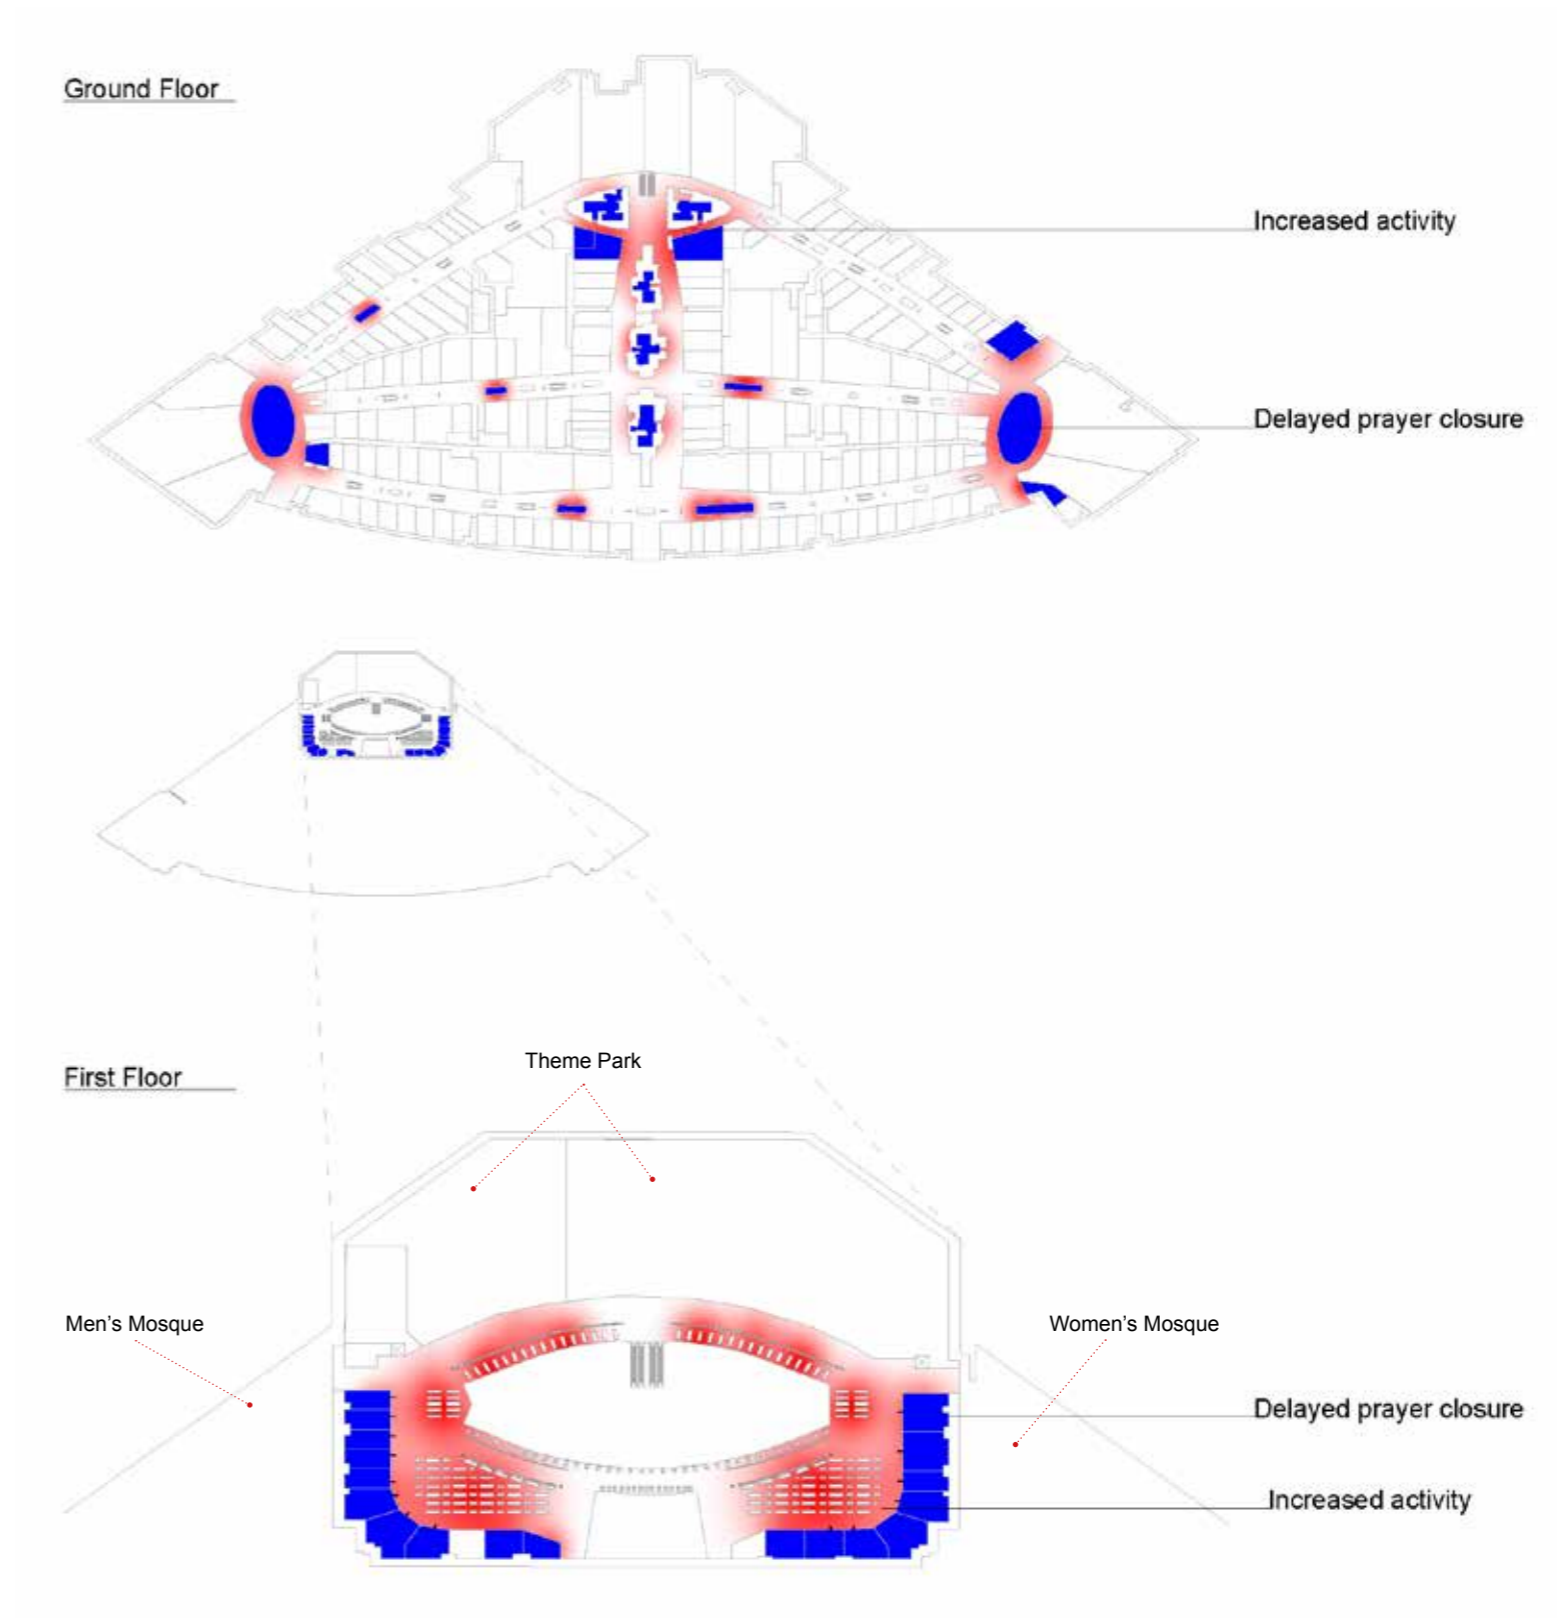 Ground Floor
Increased activity
Delayed prayer closure
First Floor
Theme Park
Men’s Mosque
Women’s Mosque
Delayed prayer closure
Increased activity